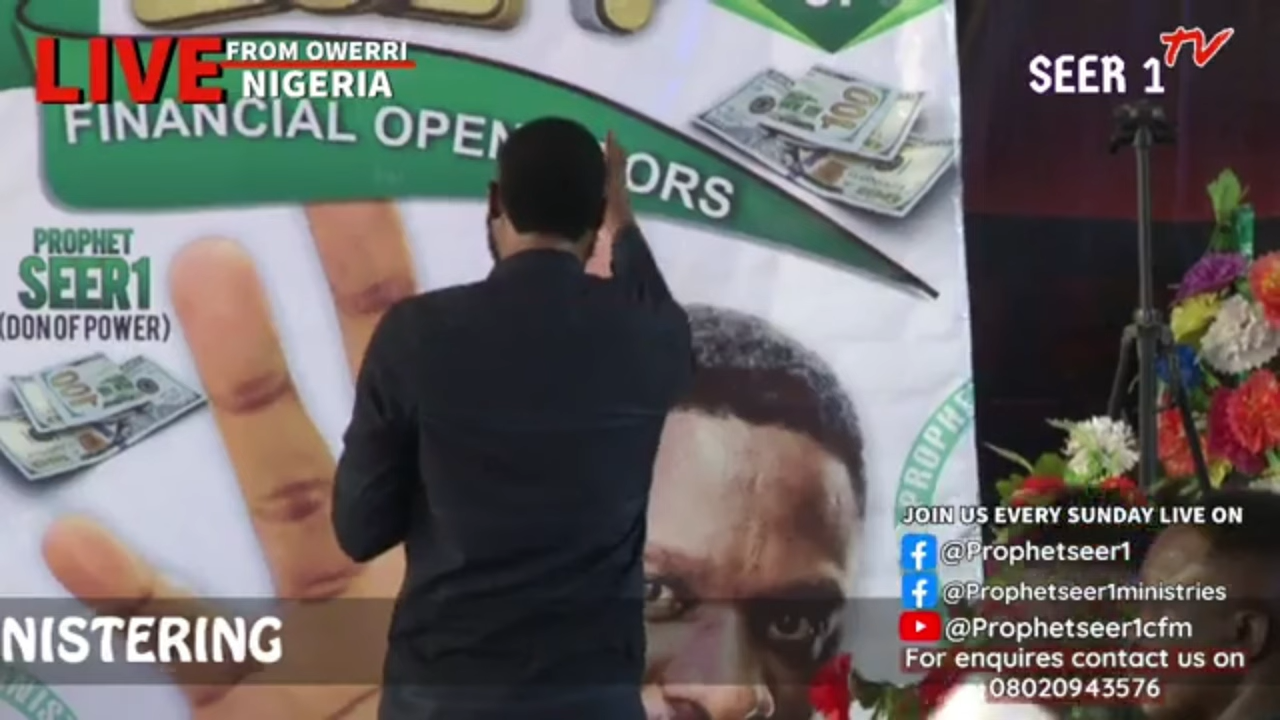 LIVE FROM OWERRI
NIGERIA
SEER 1 TV
FINANCIAL OPEN
ORS
100
PROPHET
SEER1
(DON OF POWER)
100
PROPHE
JOIN US EVERY SUNDAY LIVE ON
@Prophetseer1
@Prophetseer1ministries
@Prophetseer1cfm
For enquires contact us on
08020943576
NISTERING